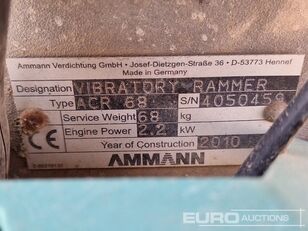 Ammann Verdichtung GmbH • Josef-Dietzgen-Straße 36 • D-53773 Hennef
Made in Germany
Designation VIBRATORY RAMMER
Type ACR 68 S/N 4050459
Service Weight 68 kg
Engine Power 2.2 kW
Year of Construction 2010
CE
AMMANN
EURO AUCTIONS